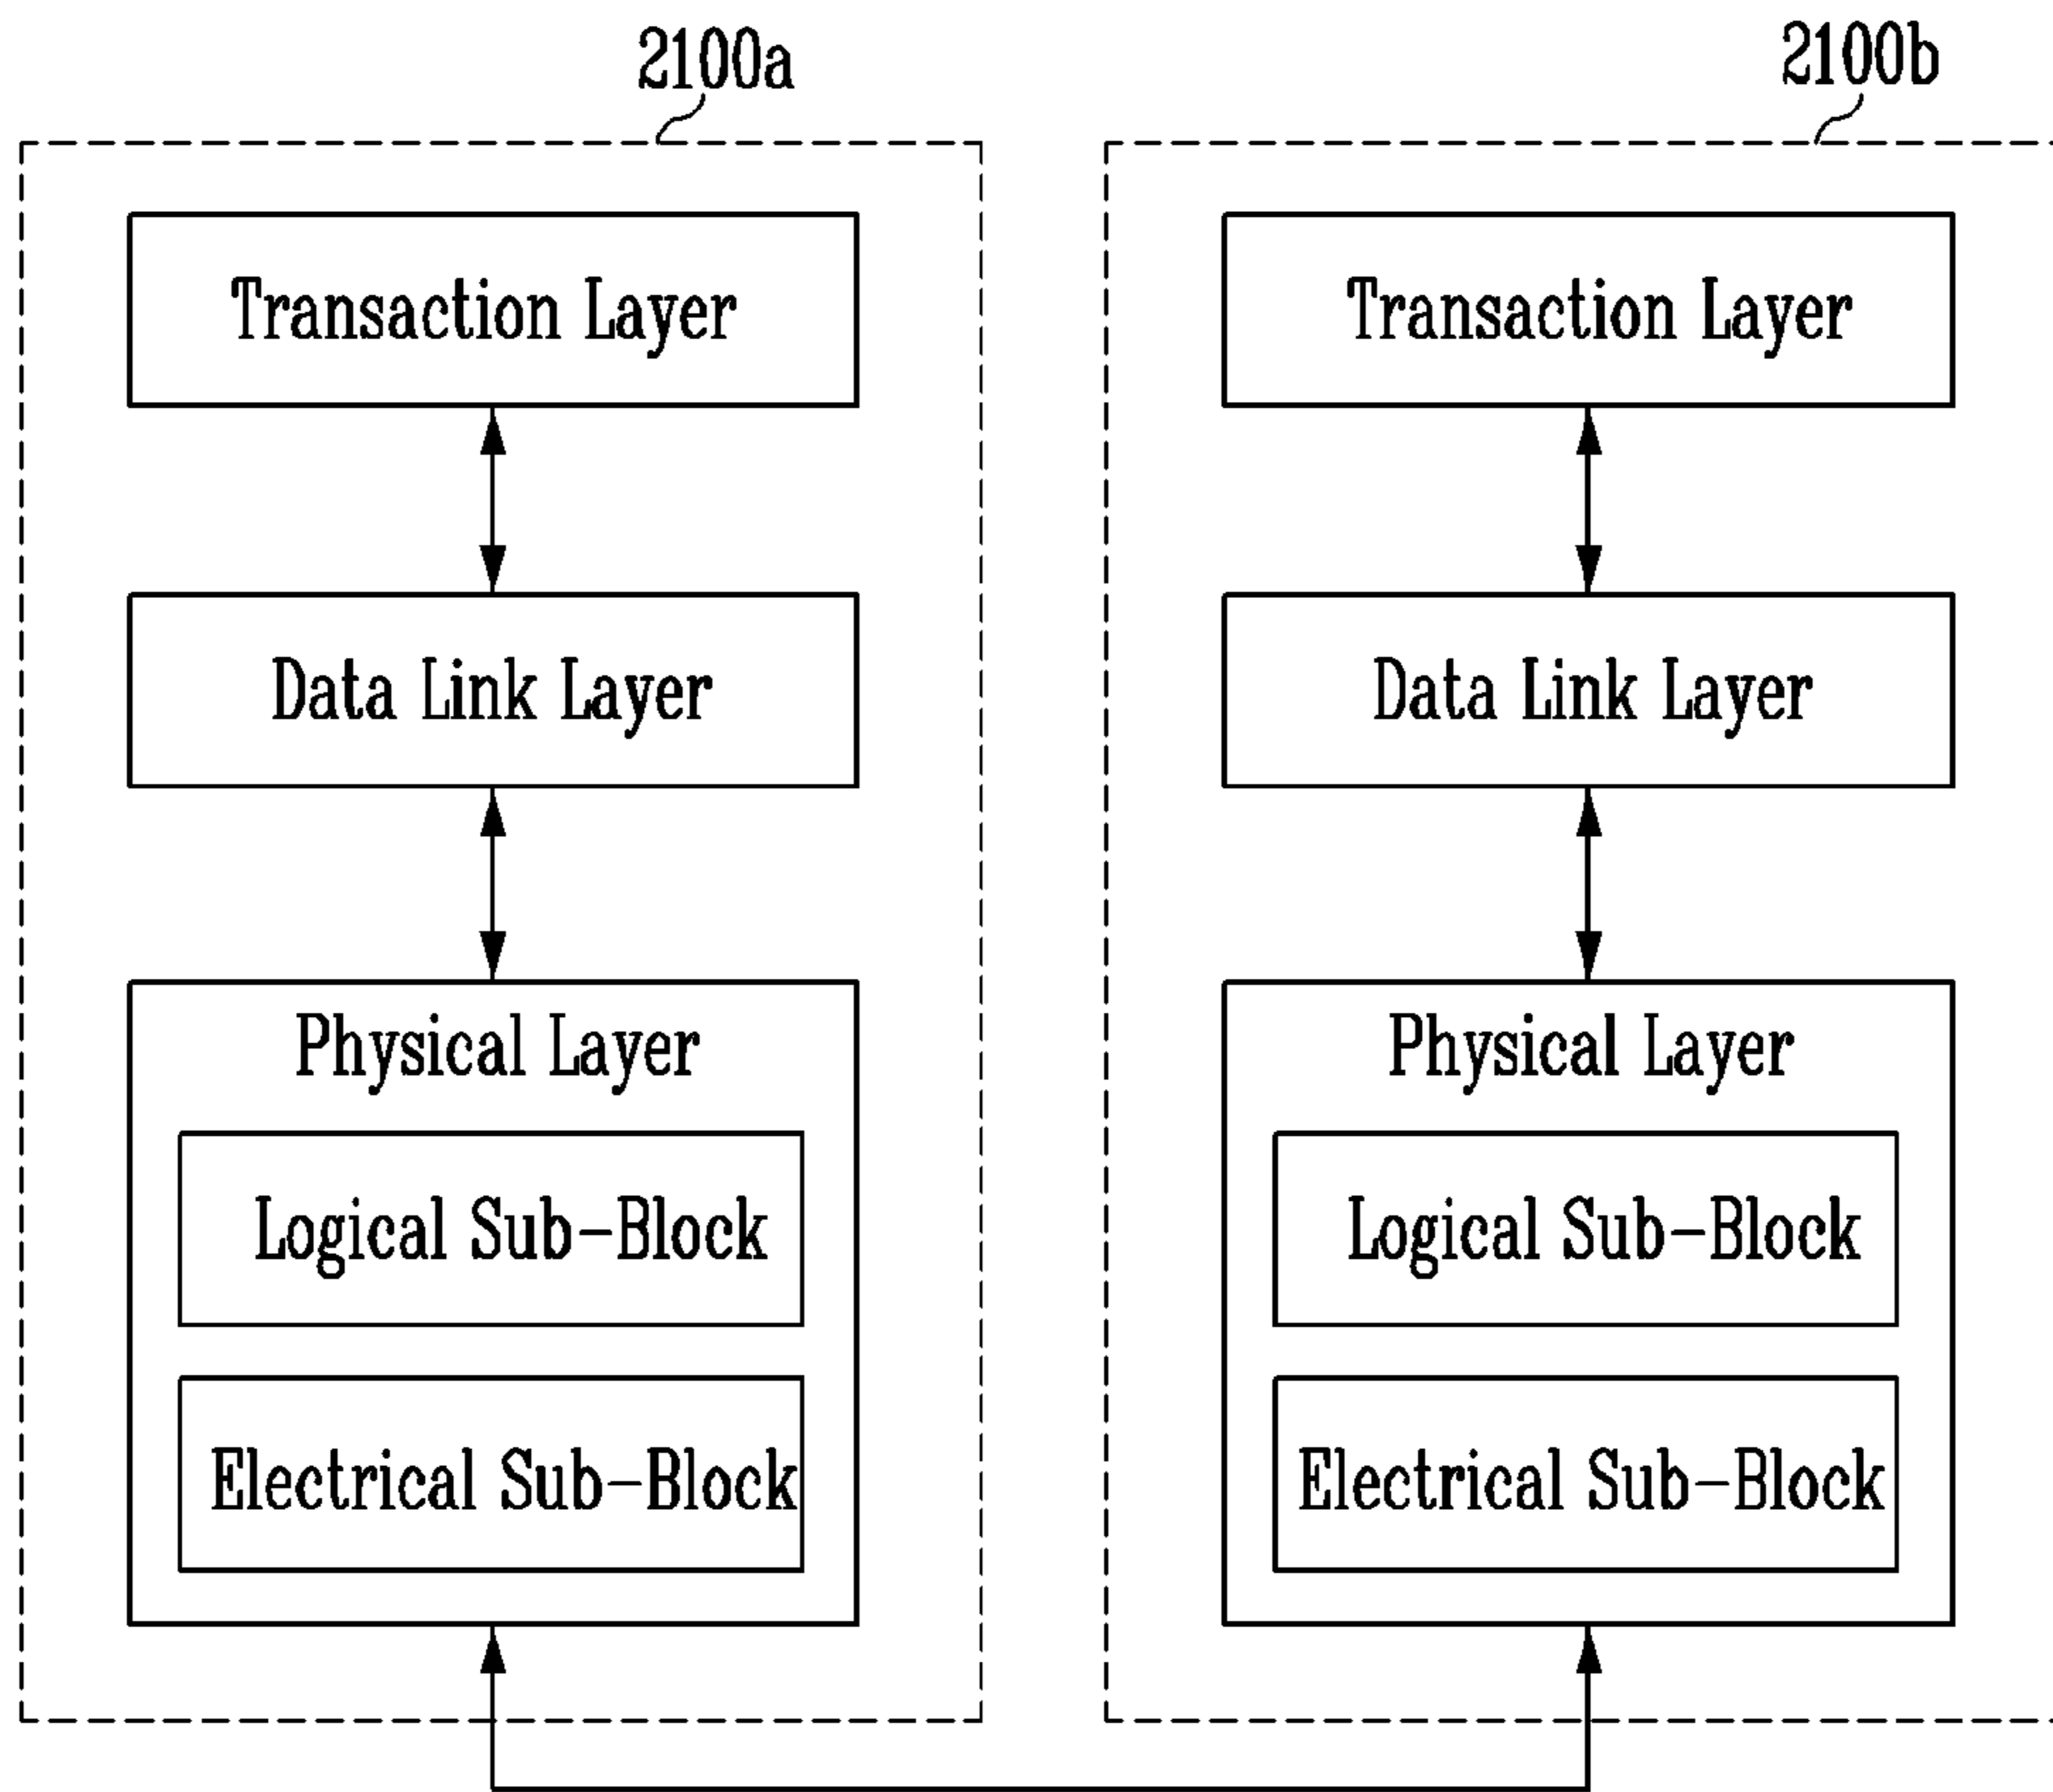 2100a
Transaction Layer
Data Link Layer
Physical Layer
Logical Sub-Block
Electrical Sub-Block
2100b
Transaction Layer
Data Link Layer
Physical Layer
Logical Sub-Block
Electrical Sub-Block